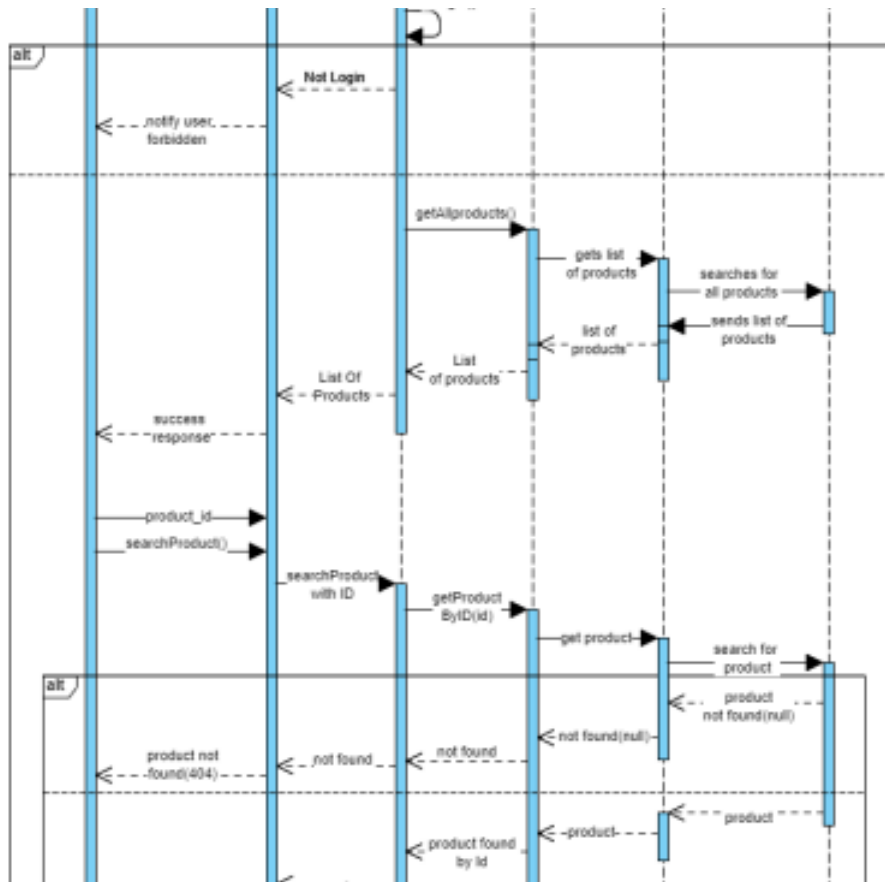 alt
Not Login
notify user
forbidden
getAllproducts()
gets list
of products
searches for
all products
sends list of
products
list of
products
List
of products
List Of
Products
success
response
product_id
searchProduct()
searchProduct
with ID
getProduct
ByID(id)
get product
search for
product
alt
product
not found(null)
not found(null)
not found
not found
product not
found(404)
product
product
product found
by Id